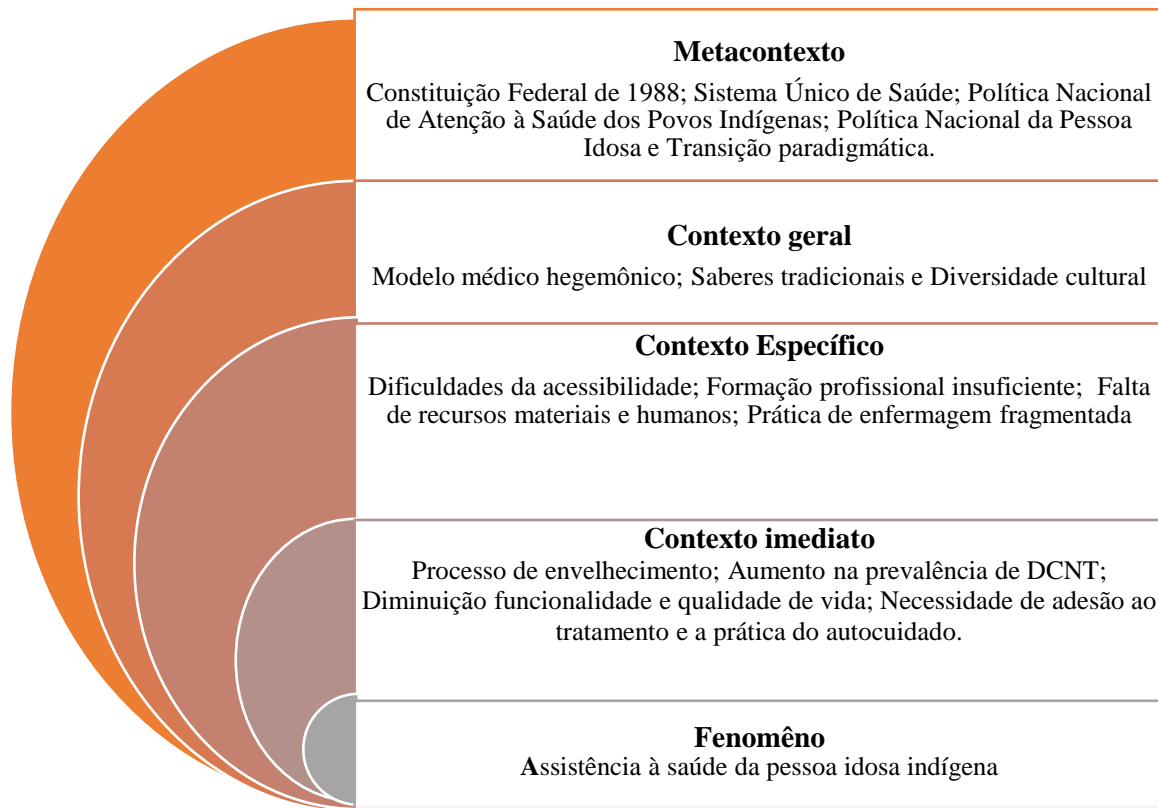 Metacontexto
Constituição Federal de 1988; Sistema Único de Saúde; Política Nacional
de Atenção à Saúde dos Povos Indígenas; Política Nacional da Pessoa
Idosa e Transição paradigmática.
Contexto geral
Modelo médico hegemônico; Saberes tradicionais e Diversidade cultural
Contexto Específico
Dificuldades da acessibilidade; Formação profissional insuficiente; Falta
de recursos materiais e humanos; Prática de enfermagem fragmentada
Contexto imediato
Processo de envelhecimento; Aumento na prevalência de DCNT;
Diminuição funcionalidade e qualidade de vida; Necessidade de adesão ao
tratamento e a prática do autocuidado.
Fenomêno
Assistência à saúde da pessoa idosa indígena